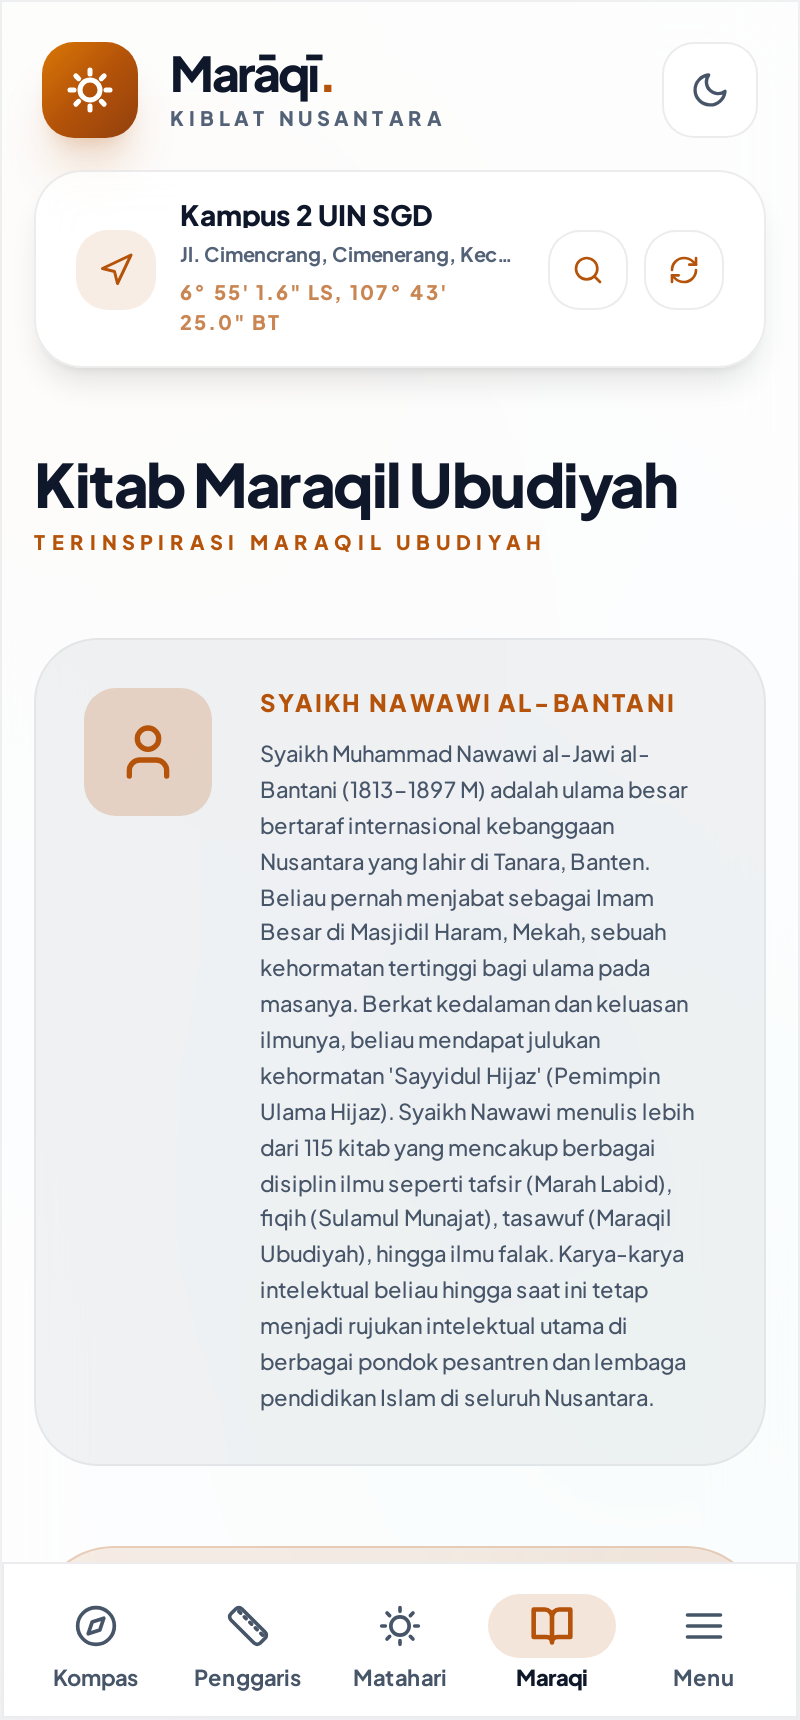 Marāqī.
KIBLAT NUSANTARA
Kampus 2 UIN SGD
Jl. Cimencrang, Cimenerang, Kec...
6° 55' 1.6" LS, 107° 43'
25.0" BT
Kitab Maraqil Ubudiyah
TERINSPIRASI MARAQIL UBUDIYAH
SYAIKH NAWAWI AL-BANTANI
Syaikh Muhammad Nawawi al-Jawi al-
Bantani (1813–1897 M) adalah ulama besar
bertaraf internasional kebanggaan
Nusantara yang lahir di Tanara, Banten.
Beliau pernah menjabat sebagai Imam
Besar di Masjidil Haram, Mekah, sebuah
kehormatan tertinggi bagi ulama pada
masanya. Berkat kedalaman dan keluasan
ilmunya, beliau mendapat julukan
kehormatan 'Sayyidul Hijaz' (Pemimpin
Ulama Hijaz). Syaikh Nawawi menulis lebih
dari 115 kitab yang mencakup berbagai
disiplin ilmu seperti tafsir (Marah Labid),
fiqih (Sulamul Munajat), tasawuf (Maraqil
Ubudiyah), hingga ilmu falak. Karya-karya
intelektual beliau hingga saat ini tetap
menjadi rujukan intelektual utama di
berbagai pondok pesantren dan lembaga
pendidikan Islam di seluruh Nusantara.
Kompas
Penggaris
Matahari
Maraqi
Menu